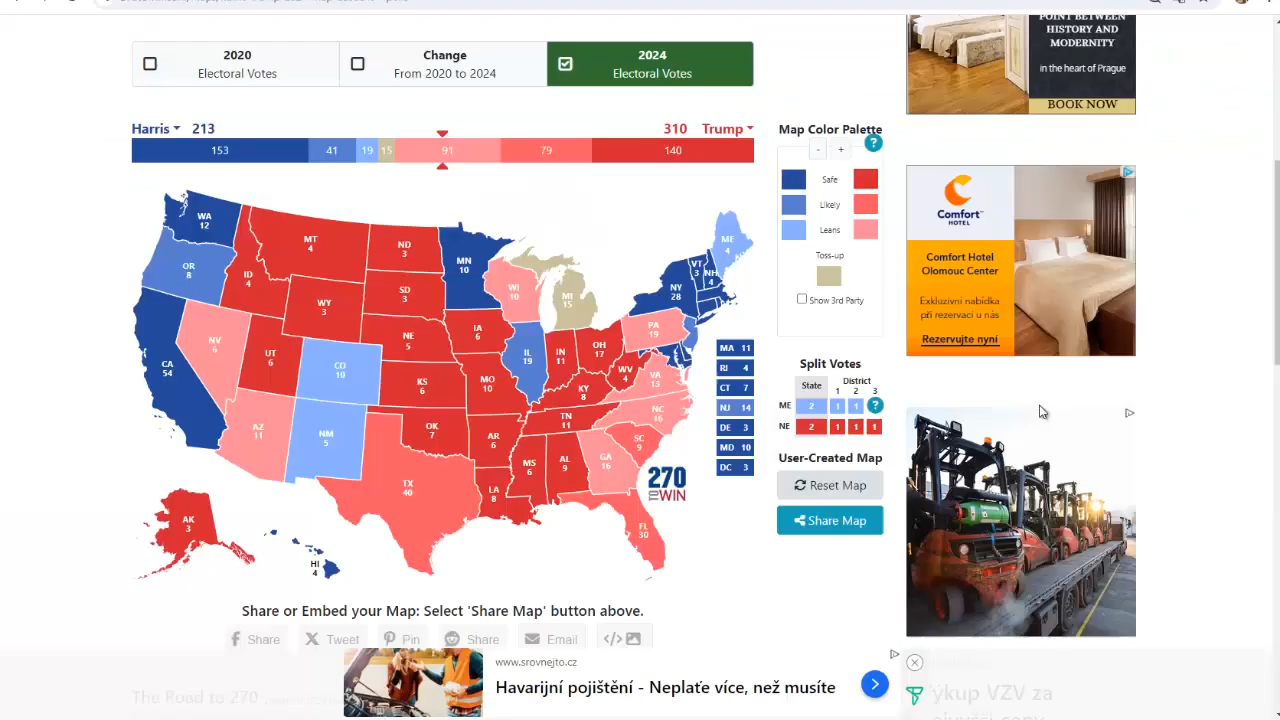 2020
Electoral Votes
Change
From 2020 to 2024
2024
Electoral Votes
Harris 213
310 Trump
153 41 19 15 91 79 140
WA
12
OR
8
CA
54
NV
6
ID
4
MT
4
WY
3
UT
6
AZ
11
CO
10
NM
5
ND
3
SD
3
NE
5
KS
6
OK
7
TX
40
MN
10
IA
6
MO
10
AR
6
LA
8
WI
10
IL
19
MI
15
IN
11
OH
17
KY
8
TN
11
MS
6
AL
9
GA
16
FL
30
SC
9
NC
16
VA
13
WV
4
PA
19
NY
28
VT
3
NH
4
ME
4
AK
3
HI
4
MA 11
RI 4
CT 7
NJ 14
DE 3
MD 10
DC 3
270
TO WIN
Map Color Palette
- + ?
Safe
Likely
Leans
Toss-up
Show 3rd Party
Split Votes
State District
1 2 3
ME 2 1 1 ?
NE 2 1 1 1
User-Created Map
Reset Map
Share Map
Share or Embed your Map: Select 'Share Map' button above.
Share Tweet Pin Share Email
The Road to 270
POINT BETWEEN
HISTORY AND
MODERNITY
in the heart of Prague
BOOK NOW
Comfort
HOTEL
Comfort Hotel
Olomouc Center
Exkluzivní nabídka
při rezervaci u nás
Rezervujte nyní
www.srovnejto.cz
Havarijní pojištění - Neplaťte více, než musíte
ýkup VZV za